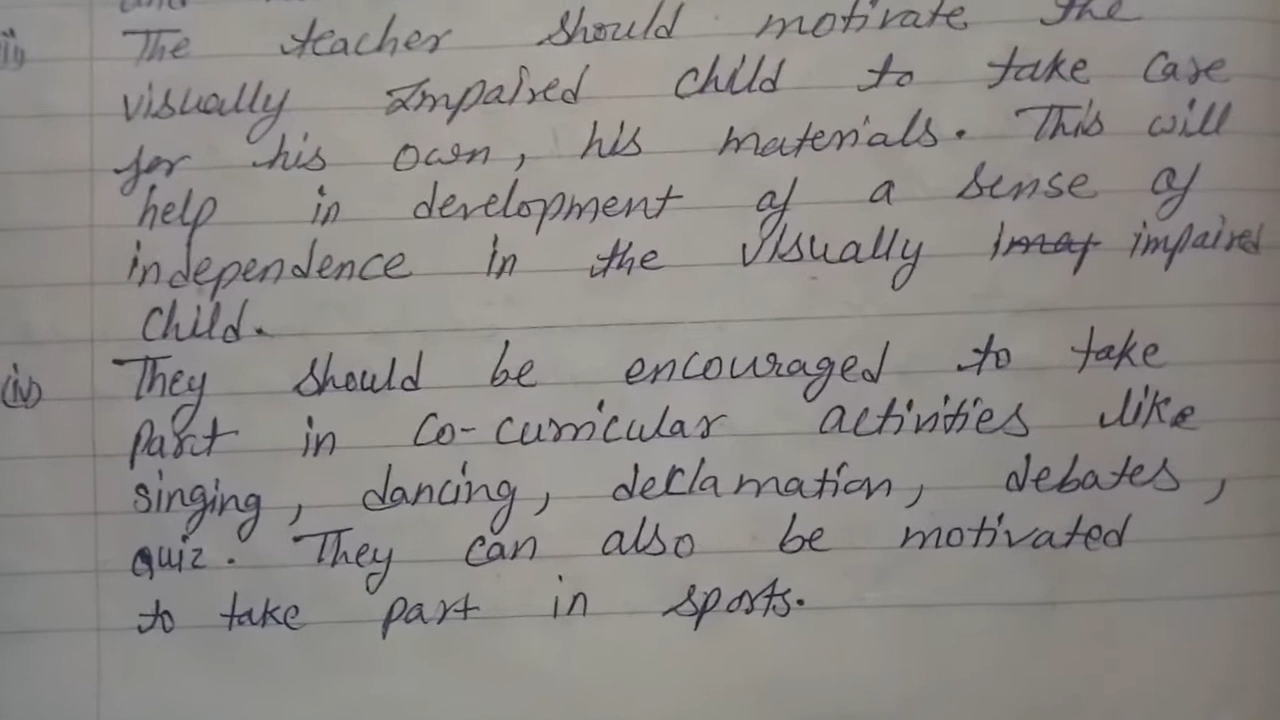 ii) The teacher should motivate the
visually Impaired child to take care
for his own, his materials. This will
help in development of a sense of
independence in the visually impaired
child.
(iv) They should be encouraged to take
part in co-curricular activities like
singing, dancing, declamation, debates,
quiz. They can also be motivated
to take part in sports.